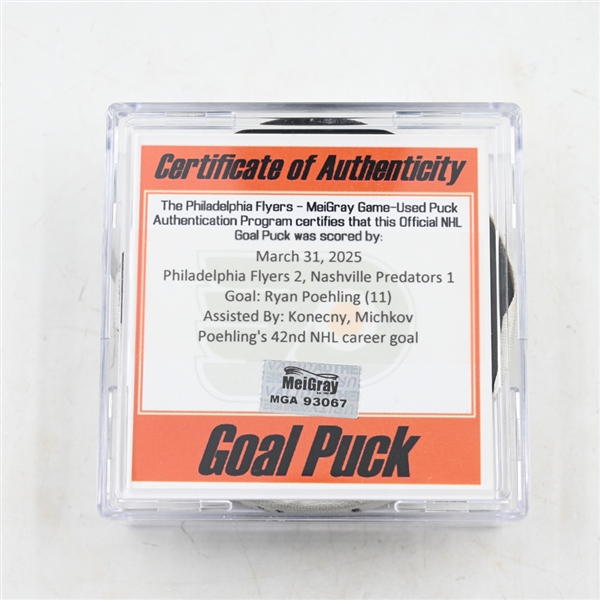 Certificate of Authenticity
The Philadelphia Flyers - MeiGray Game-Used Puck
Authentication Program certifies that this Official NHL
Goal Puck was scored by:
March 31, 2025
Philadelphia Flyers 2, Nashville Predators 1
Goal: Ryan Poehling (11)
Assisted By: Konecny, Michkov
Poehling's 42nd NHL career goal
MeiGray
MGA 93067
Goal Puck